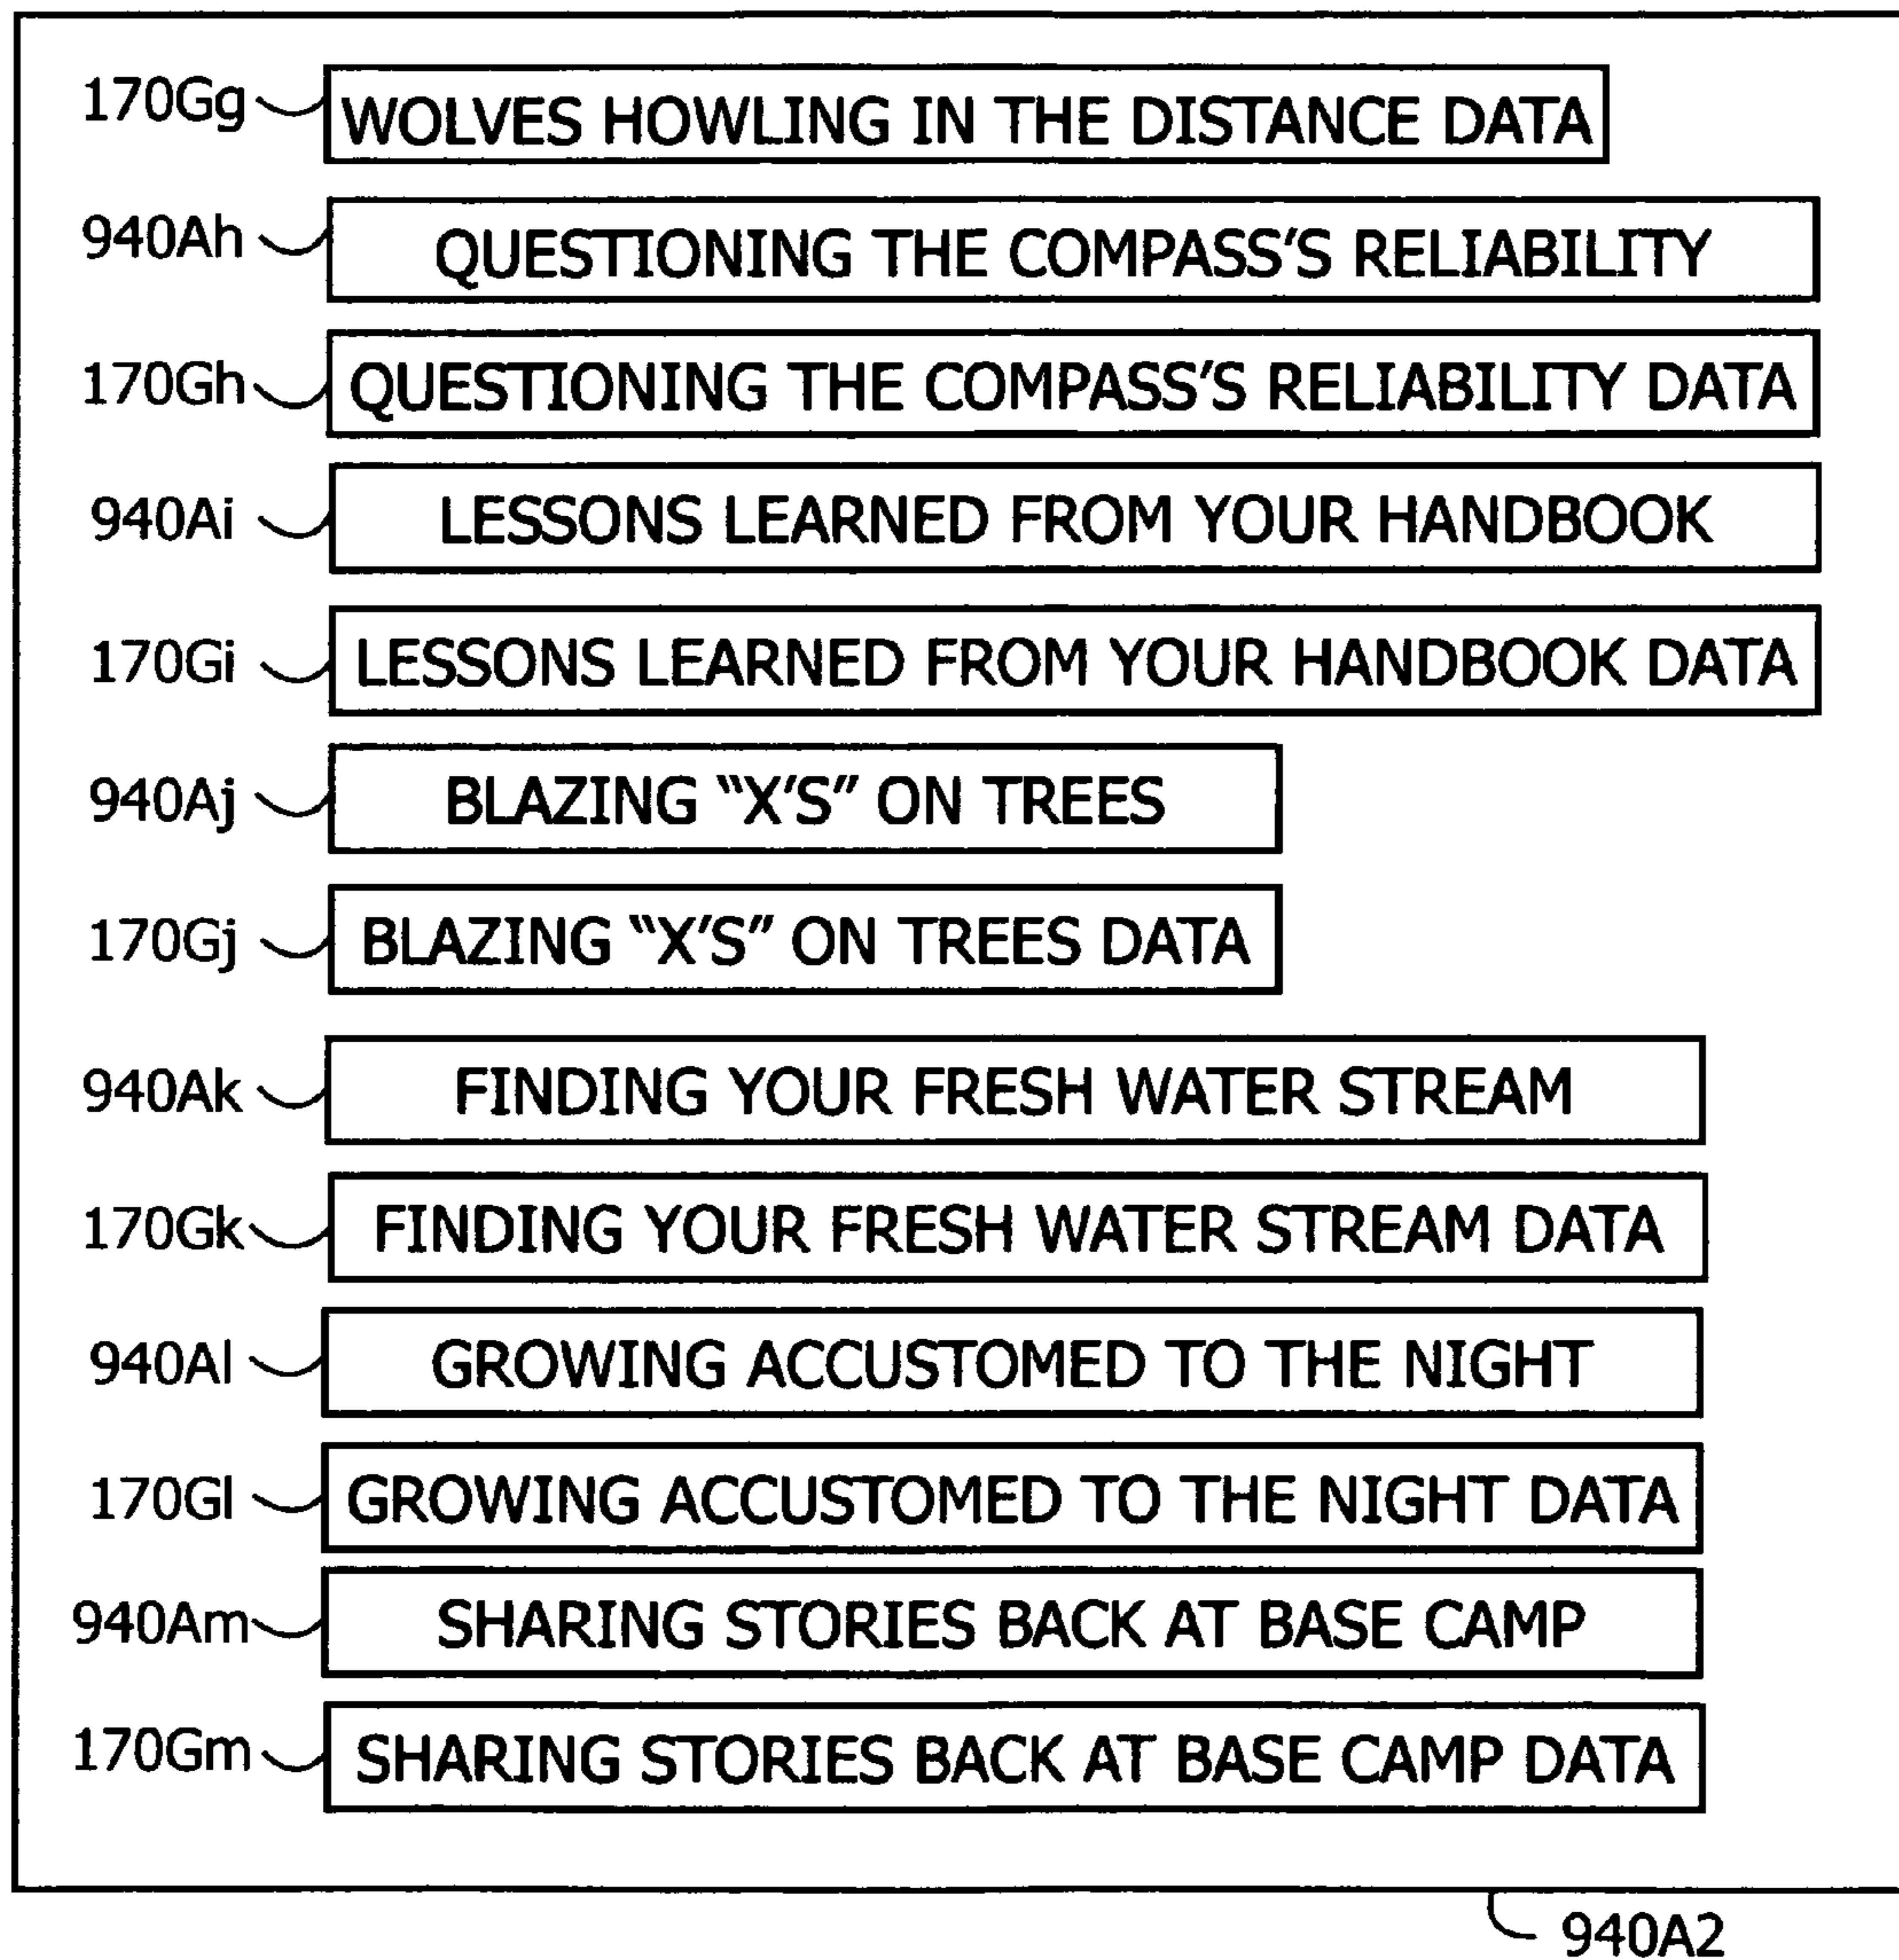 170Gg WOLVES HOWLING IN THE DISTANCE DATA
940Ah QUESTIONING THE COMPASS'S RELIABILITY
170Gh QUESTIONING THE COMPASS'S RELIABILITY DATA
940Ai LESSONS LEARNED FROM YOUR HANDBOOK
170Gi LESSONS LEARNED FROM YOUR HANDBOOK DATA
940Aj BLAZING “X'S” ON TREES
170Gj BLAZING “X'S” ON TREES DATA
940Ak FINDING YOUR FRESH WATER STREAM
170Gk FINDING YOUR FRESH WATER STREAM DATA
940Al GROWING ACCUSTOMED TO THE NIGHT
170Gl GROWING ACCUSTOMED TO THE NIGHT DATA
940Am SHARING STORIES BACK AT BASE CAMP
170Gm SHARING STORIES BACK AT BASE CAMP DATA
940A2